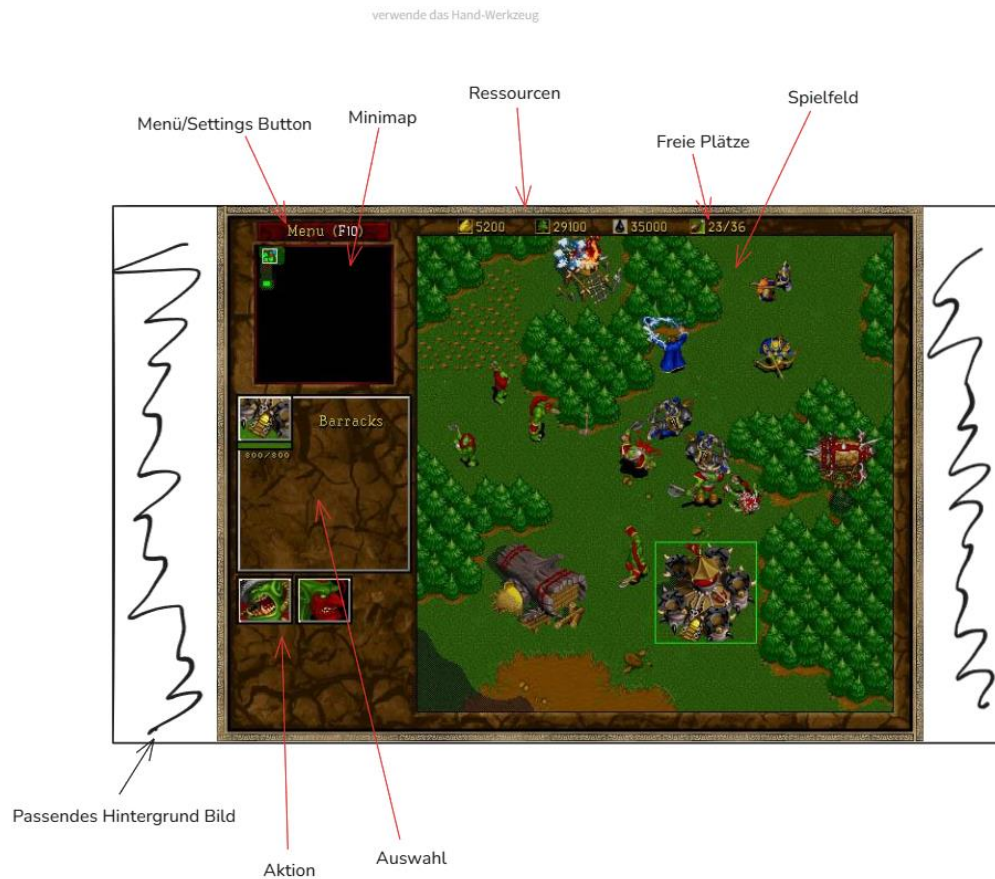 verwende das Hand-Werkzeug
Ressourcen
Spielfeld
Menü/Settings Button
Minimap
Freie Plätze
Menu (F10)
5200
29100
35000
23/36
Barracks
800/800
Passendes Hintergrund Bild
Auswahl
Aktion